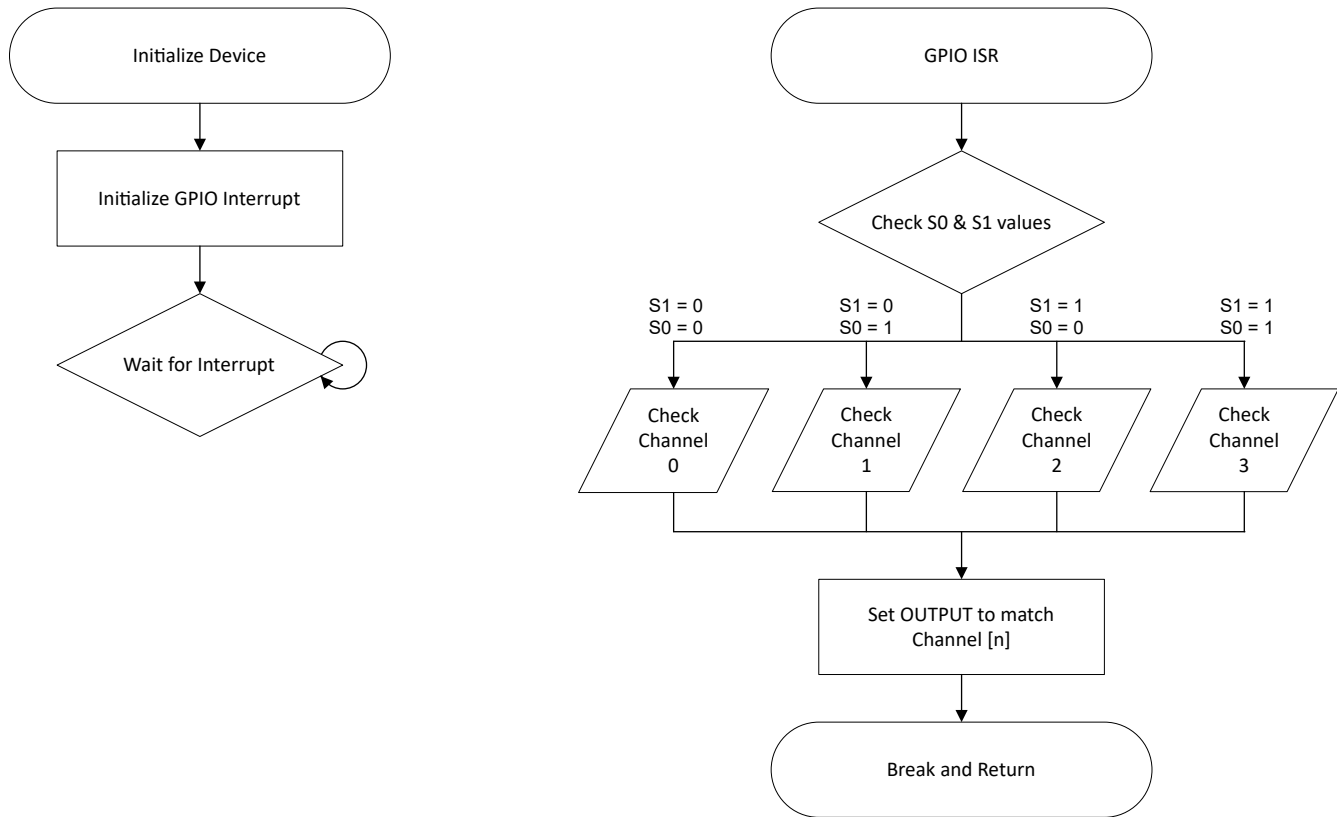 Initialize Device
Initialize GPIO Interrupt
Wait for Interrupt
GPIO ISR
Check S0 & S1 values
S1 = 0
S0 = 0
S1 = 0
S0 = 1
S1 = 1
S0 = 0
S1 = 1
S0 = 1
Check
Channel
0
Check
Channel
1
Check
Channel
2
Check
Channel
3
Set OUTPUT to match
Channel [n]
Break and Return